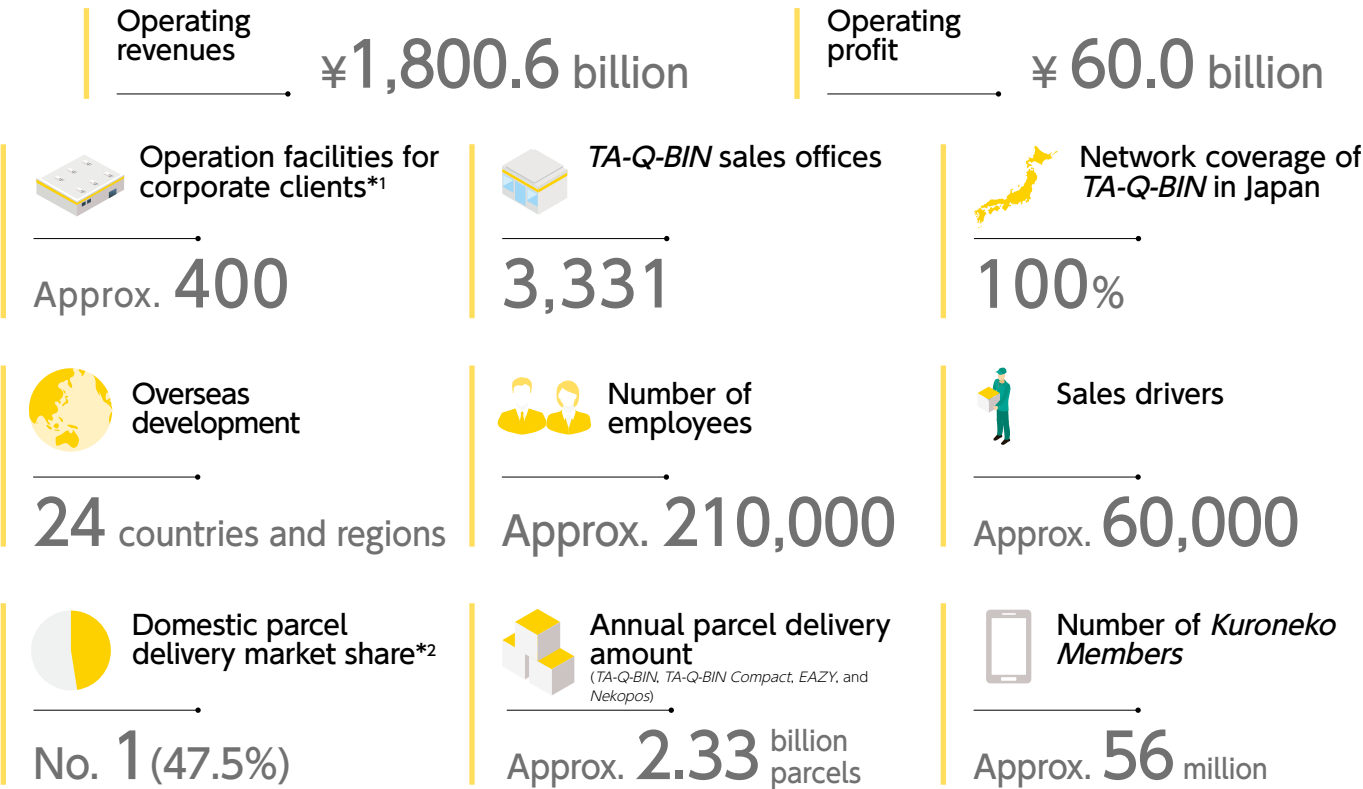 Operating
revenues
¥1,800.6 billion
Operating
profit
¥ 60.0 billion
Operation facilities for
corporate clients*1
Approx. 400
TA-Q-BIN sales offices
3,331
Network coverage of
TA-Q-BIN in Japan
100%
Overseas
development
24 countries and regions
Number of
employees
Approx. 210,000
Sales drivers
Approx. 60,000
Domestic parcel
delivery market share*2
No. 1 (47.5%)
Annual parcel delivery
amount
(TA-Q-BIN, TA-Q-BIN Compact, EAZY, and
Nekopos)
Approx. 2.33 billion
parcels
Number of Kuroneko
Members
Approx. 56 million